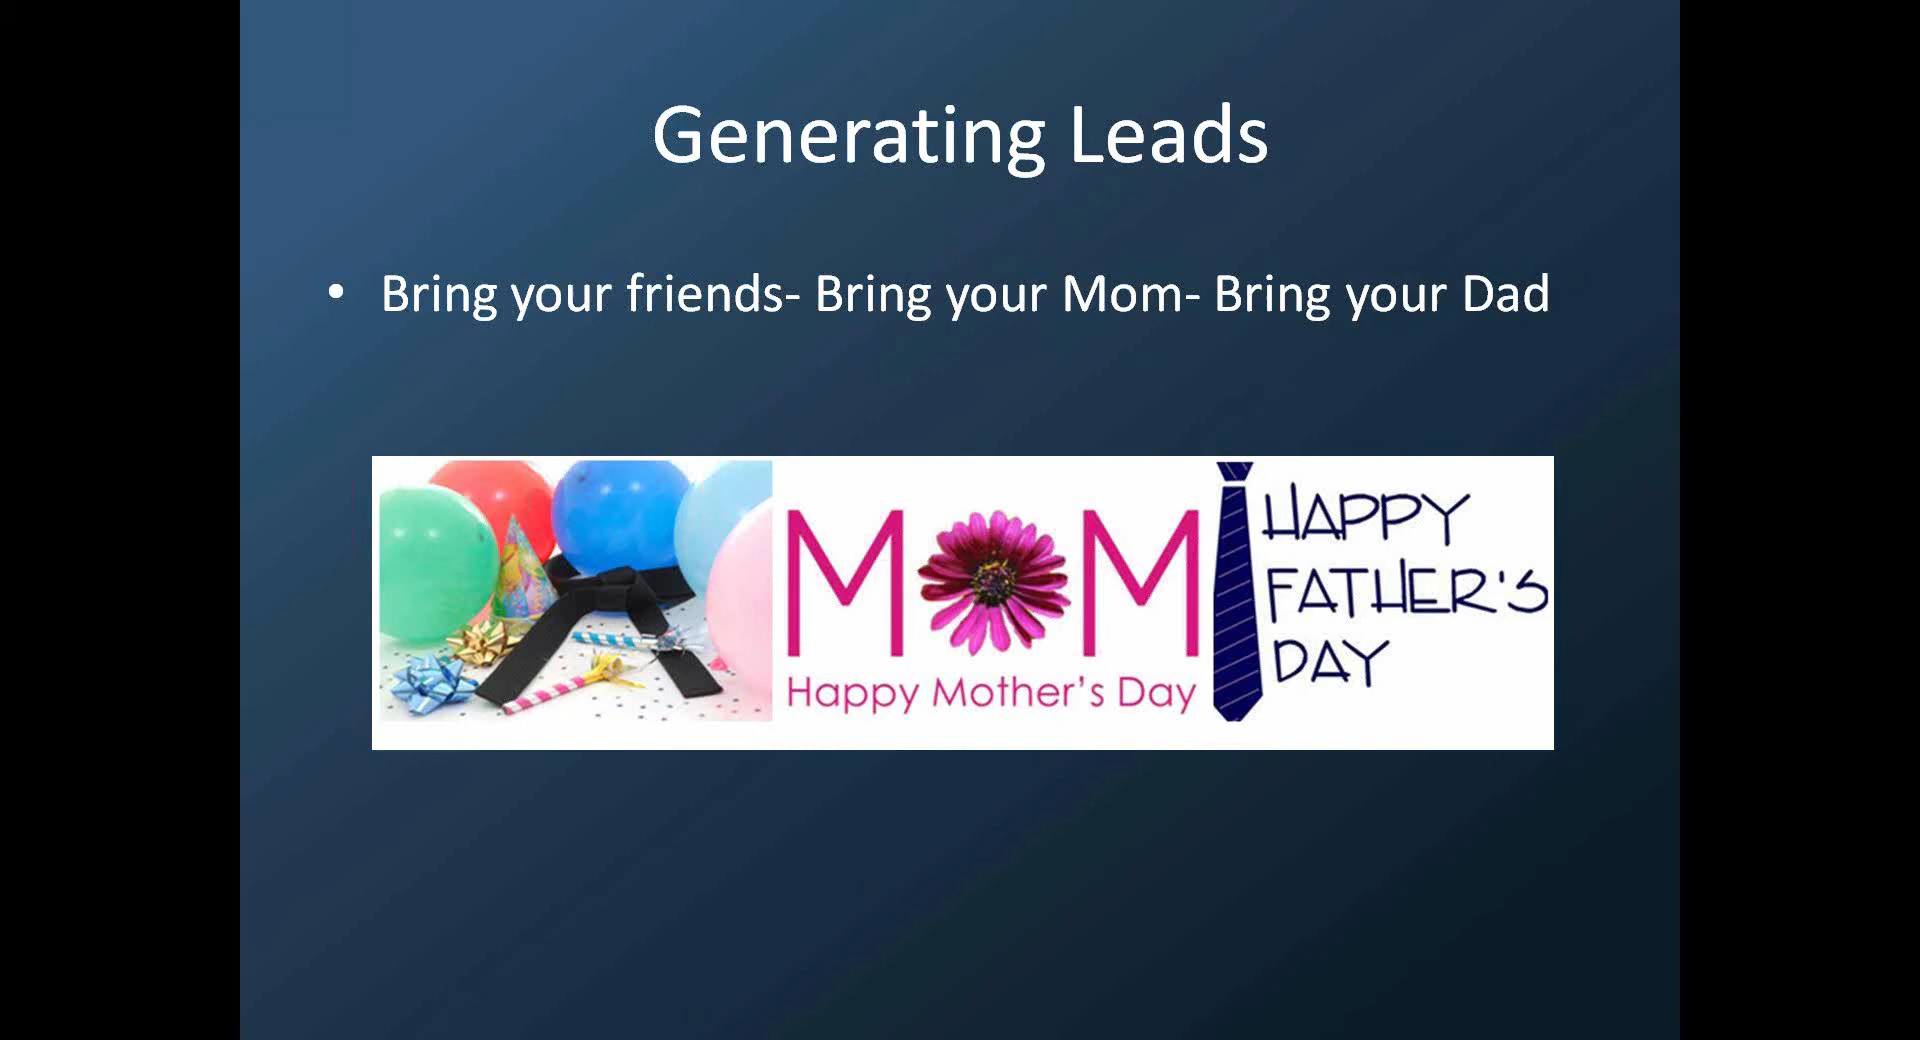 Generating Leads
• Bring your friends- Bring your Mom- Bring your Dad
MOM
Happy Mother's Day
HAPPY
FATHER'S
DAY